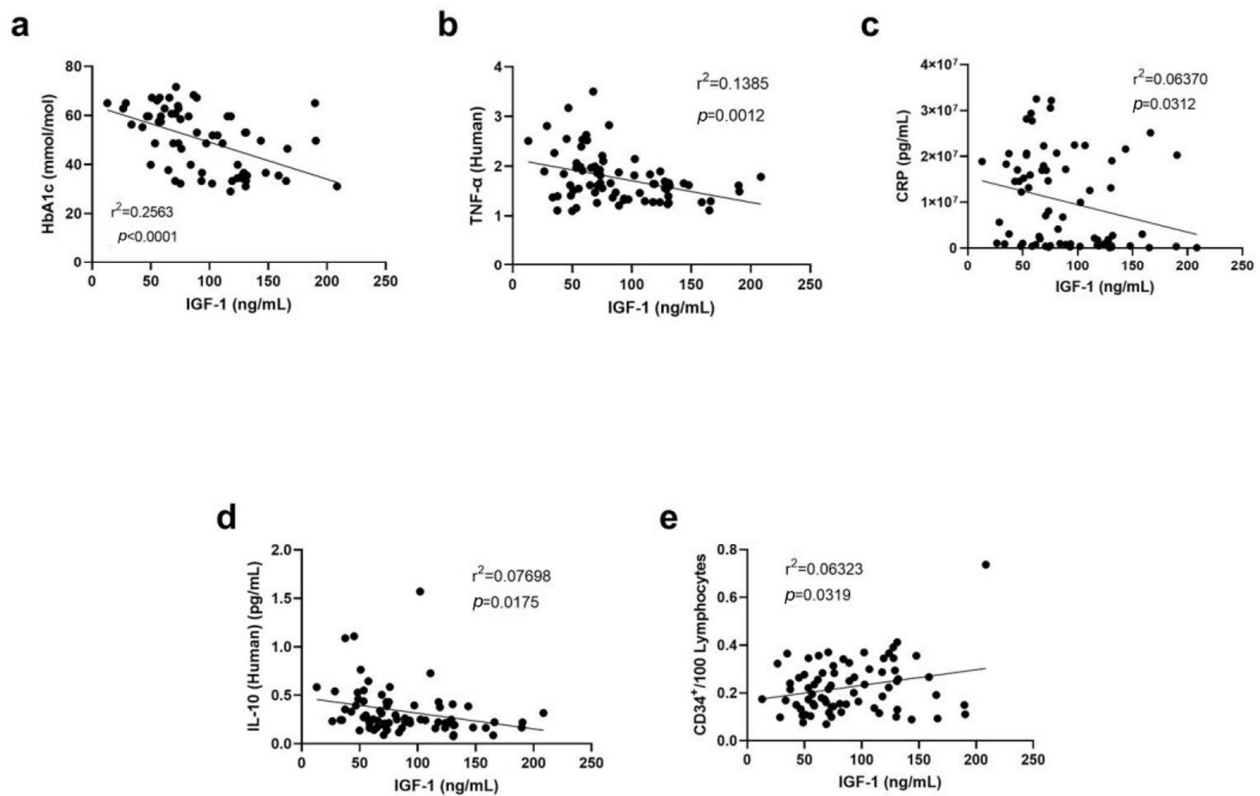 a
80
60
40
20
0
HbA1c (mmol/mol)
r²=0.2563
p<0.0001
0 50 100 150 200 250
IGF-1 (ng/mL)
b
4
3
2
1
0
TNF-α (Human)
r²=0.1385
p=0.0012
0 50 100 150 200 250
IGF-1 (ng/mL)
c
4×10⁷
3×10⁷
2×10⁷
1×10⁷
0
CRP (pg/mL)
r²=0.06370
p=0.0312
0 50 100 150 200 250
IGF-1 (ng/mL)
d
2.0
1.5
1.0
0.5
0.0
IL-10 (Human) (pg/mL)
r²=0.07698
p=0.0175
0 50 100 150 200 250
IGF-1 (ng/mL)
e
0.8
0.6
0.4
0.2
0.0
CD34⁺/100 Lymphocytes
r²=0.06323
p=0.0319
0 50 100 150 200 250
IGF-1 (ng/mL)